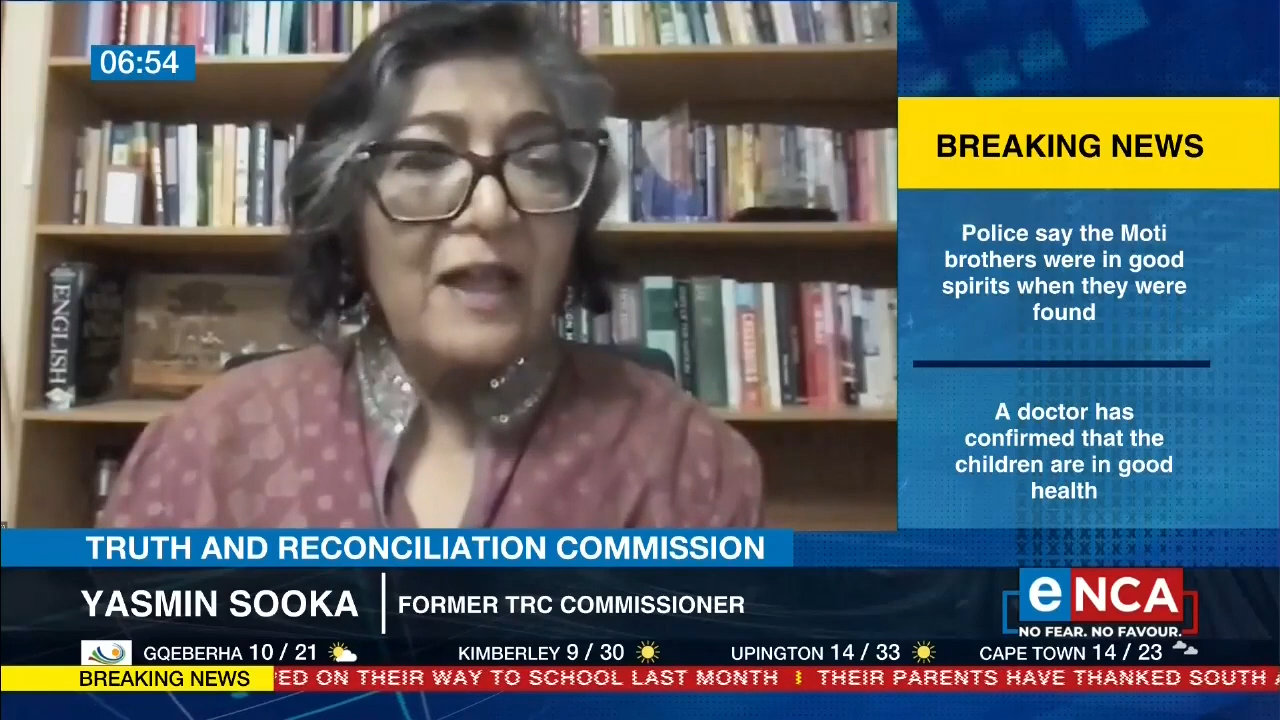 06:54
BREAKING NEWS
Police say the Moti
brothers were in good
spirits when they were
found
A doctor has
confirmed that the
children are in good
health
ENGLISH
TRUTH AND RECONCILIATION COMMISSION
YASMIN SOOKA
FORMER TRC COMMISSIONER
eNCA
NO FEAR. NO FAVOUR.
GQEBERHA 10 / 21 KIMBERLEY 9 / 30 UPINGTON 14 / 33 CAPE TOWN 14 / 23
BREAKING NEWS
ED ON THEIR WAY TO SCHOOL LAST MONTH THEIR PARENTS HAVE THANKED SOUTH